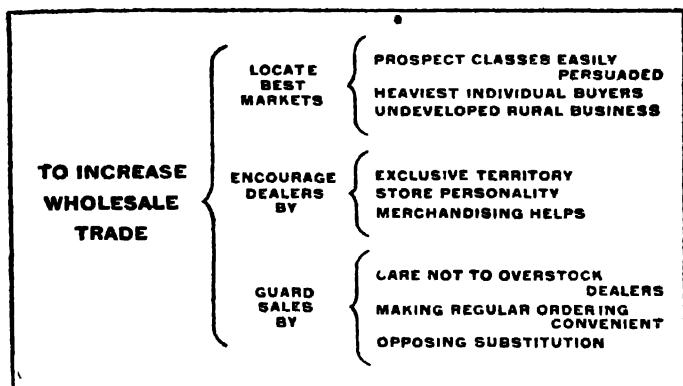 TO INCREASE
WHOLESALE
TRADE
LOCATE
BEST
MARKETS
PROSPECT CLASSES EASILY
PERSUADED
HEAVIEST INDIVIDUAL BUYERS
UNDEVELOPED RURAL BUSINESS
ENCOURAGE
DEALERS
BY
EXCLUSIVE TERRITORY
STORE PERSONALITY
MERCHANDISING HELPS
GUARD
SALES
BY
CARE NOT TO OVERSTOCK
DEALERS
MAKING REGULAR ORDERING
CONVENIENT
OPPOSING SUBSTITUTION